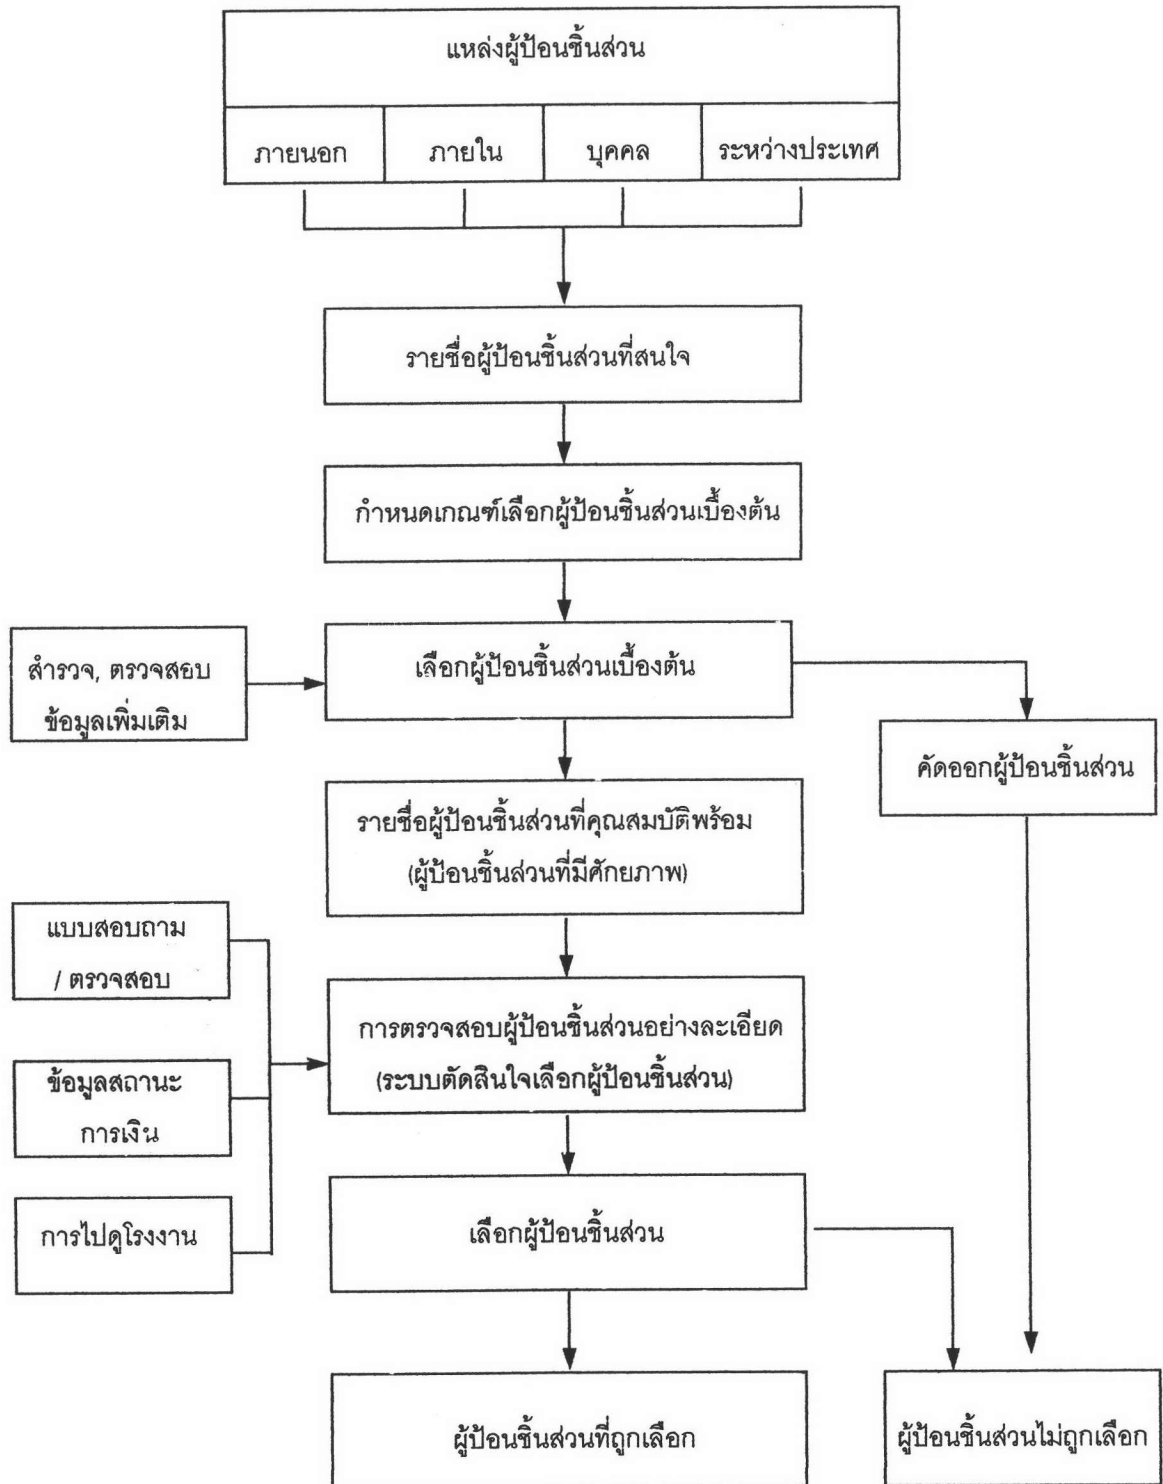 แหล่งผู้ป้อนชิ้นส่วน
ภายนอก ภายใน บุคคล ระหว่างประเทศ
รายชื่อผู้ป้อนชิ้นส่วนที่สนใจ
กำหนดเกณฑ์เลือกผู้ป้อนชิ้นส่วนเบื้องต้น
สำรวจ, ตรวจสอบ
ข้อมูลเพิ่มเติม
เลือกผู้ป้อนชิ้นส่วนเบื้องต้น
คัดออกผู้ป้อนชิ้นส่วน
รายชื่อผู้ป้อนชิ้นส่วนที่คุณสมบัติพร้อม
(ผู้ป้อนชิ้นส่วนที่มีศักยภาพ)
แบบสอบถาม
/ ตรวจสอบ
การตรวจสอบผู้ป้อนชิ้นส่วนอย่างละเอียด
(ระบบตัดสินใจเลือกผู้ป้อนชิ้นส่วน)
ข้อมูลสถานะ
การเงิน
การไปดูโรงงาน
เลือกผู้ป้อนชิ้นส่วน
ผู้ป้อนชิ้นส่วนที่ถูกเลือก
ผู้ป้อนชิ้นส่วนไม่ถูกเลือก